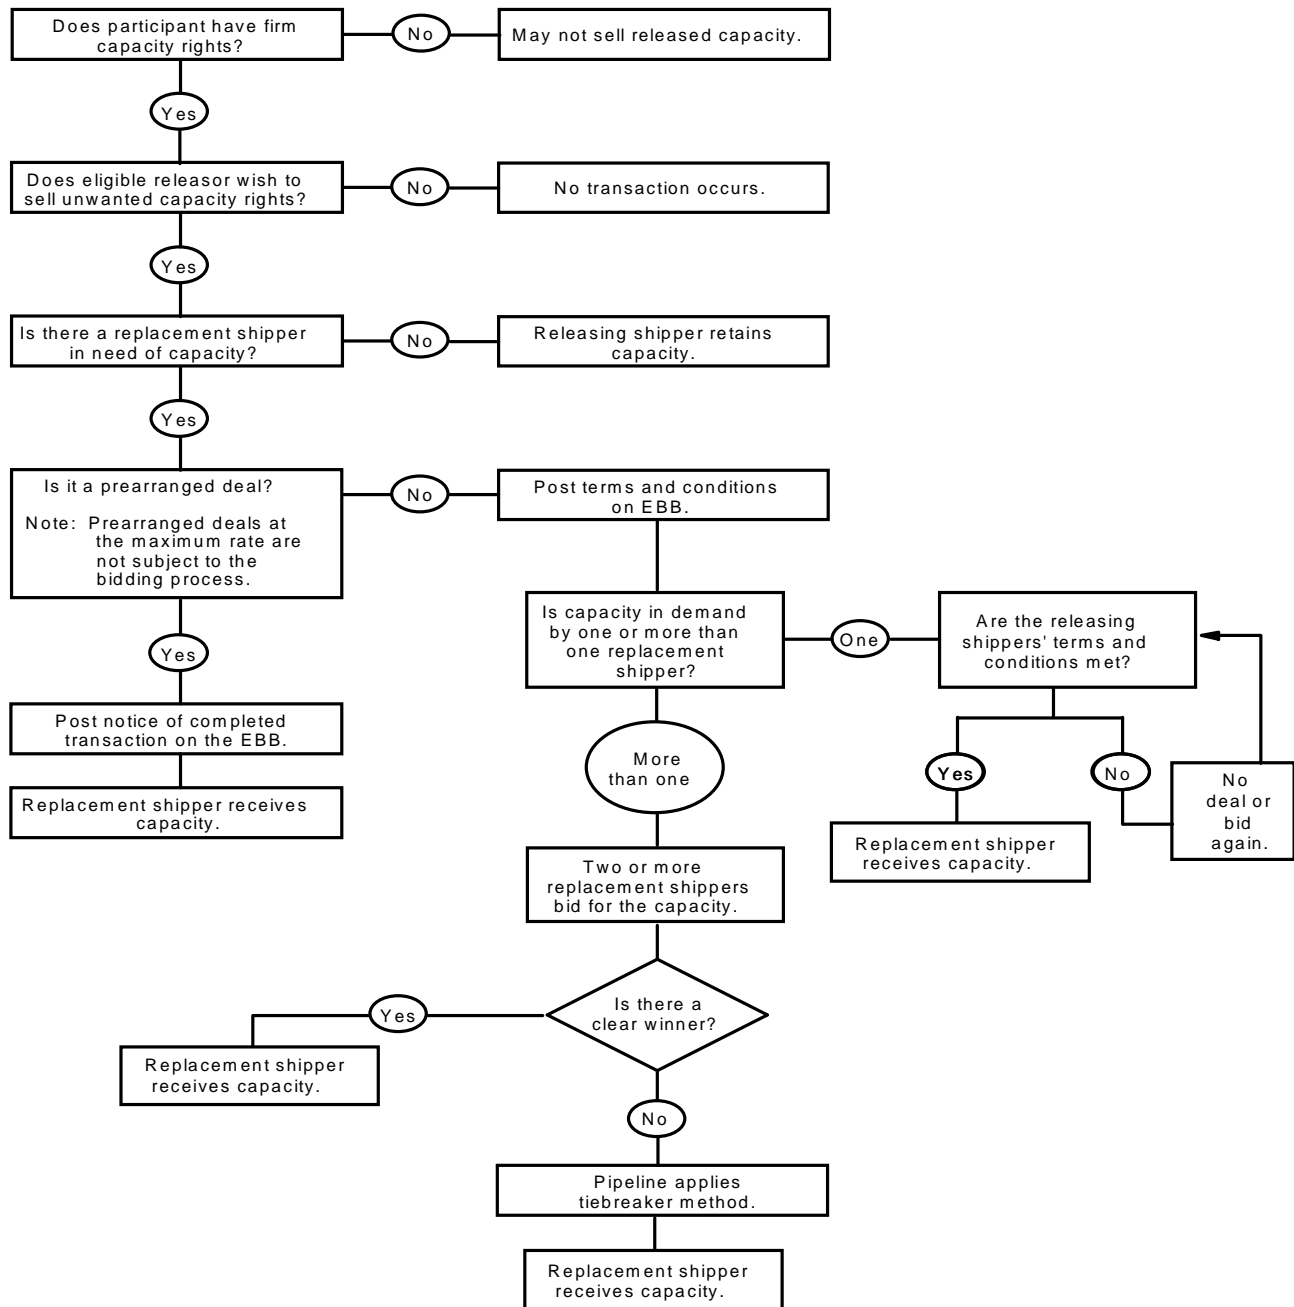 Does participant have firm
capacity rights?
No
May not sell released capacity.
Yes
Does eligible releasor wish to
sell unwanted capacity rights?
No
No transaction occurs.
Yes
Is there a replacement shipper
in need of capacity?
No
Releasing shipper retains
capacity.
Yes
Is it a prearranged deal?
Note: Prearranged deals at
the maximum rate are
not subject to the
bidding process.
No
Post terms and conditions
on EBB.
Is capacity in demand
by one or more than
one replacement
shipper?
One
Are the releasing
shippers' terms and
conditions met?
Yes
Post notice of completed
transaction on the EBB.
Replacement shipper receives
capacity.
More
than one
Yes
No
No
deal or
bid
again.
Replacement shipper
receives capacity.
Two or more
replacement shippers
bid for the capacity.
Is there a
clear winner?
Yes
Replacement shipper
receives capacity.
No
Pipeline applies
tiebreaker method.
Replacement shipper
receives capacity.